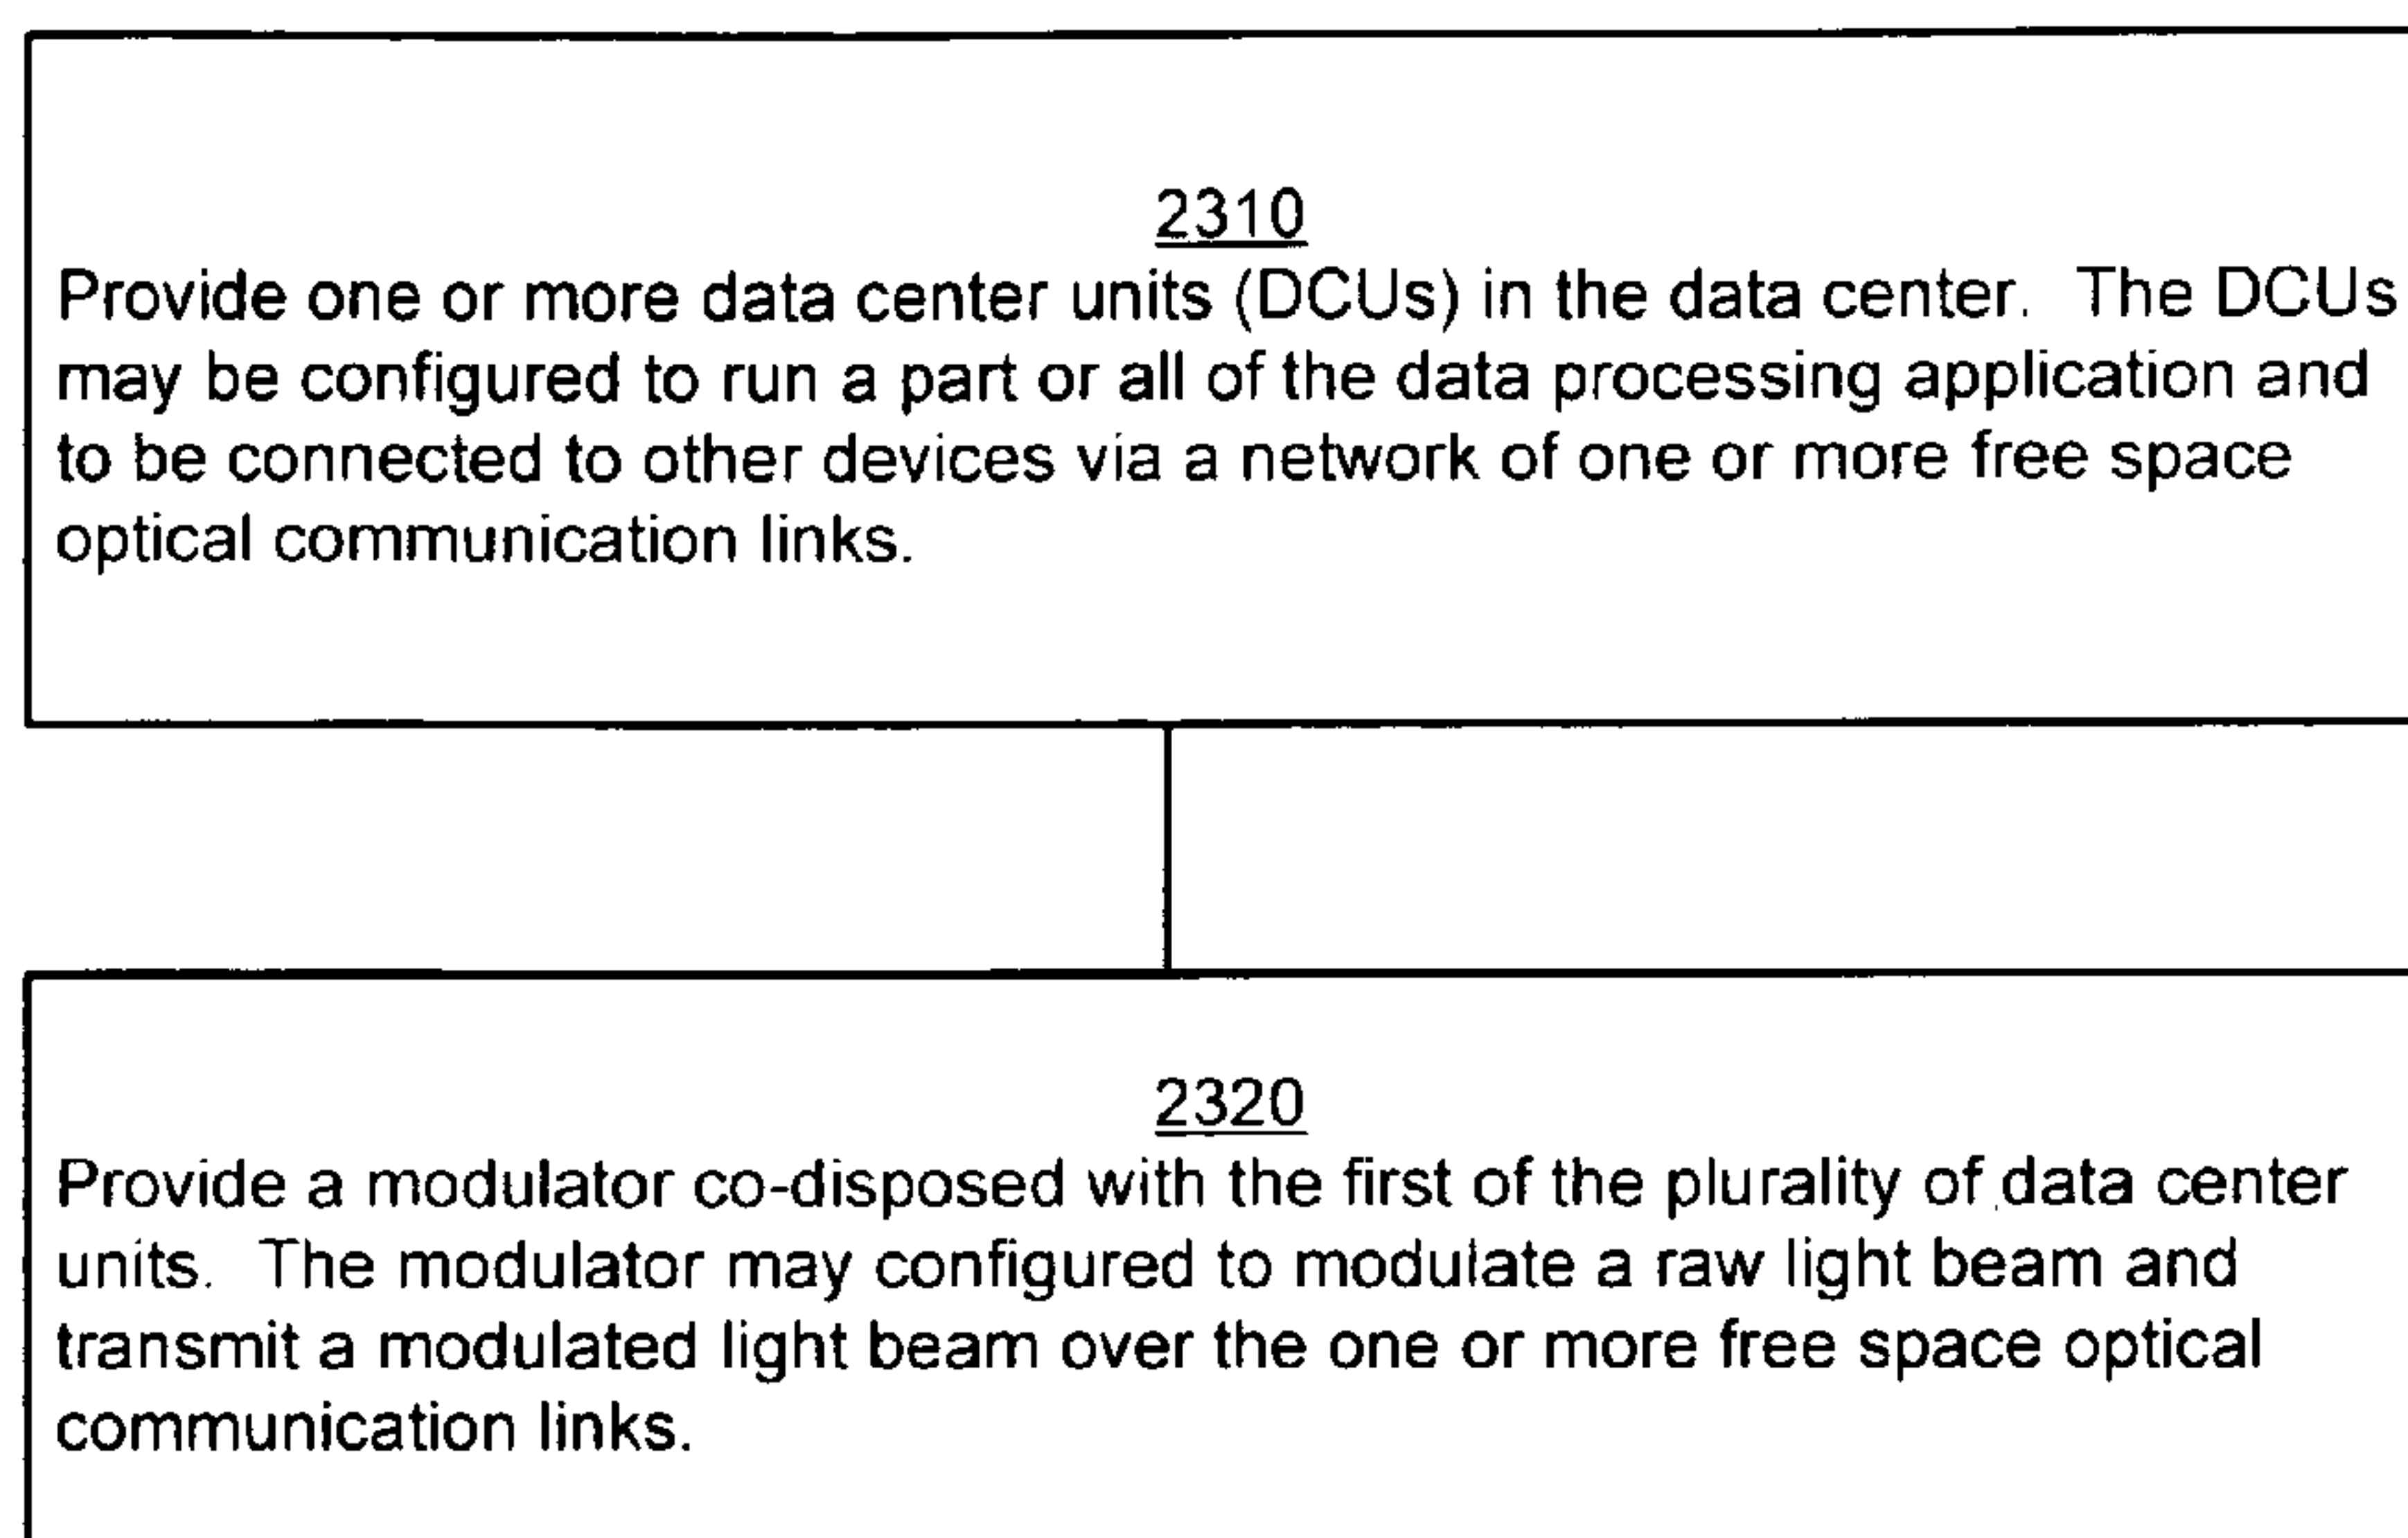 2310
Provide one or more data center units (DCUs) in the data center. The DCUs
may be configured to run a part or all of the data processing application and
to be connected to other devices via a network of one or more free space
optical communication links.
2320
Provide a modulator co-disposed with the first of the plurality of data center
units. The modulator may configured to modulate a raw light beam and
transmit a modulated light beam over the one or more free space optical
communication links.